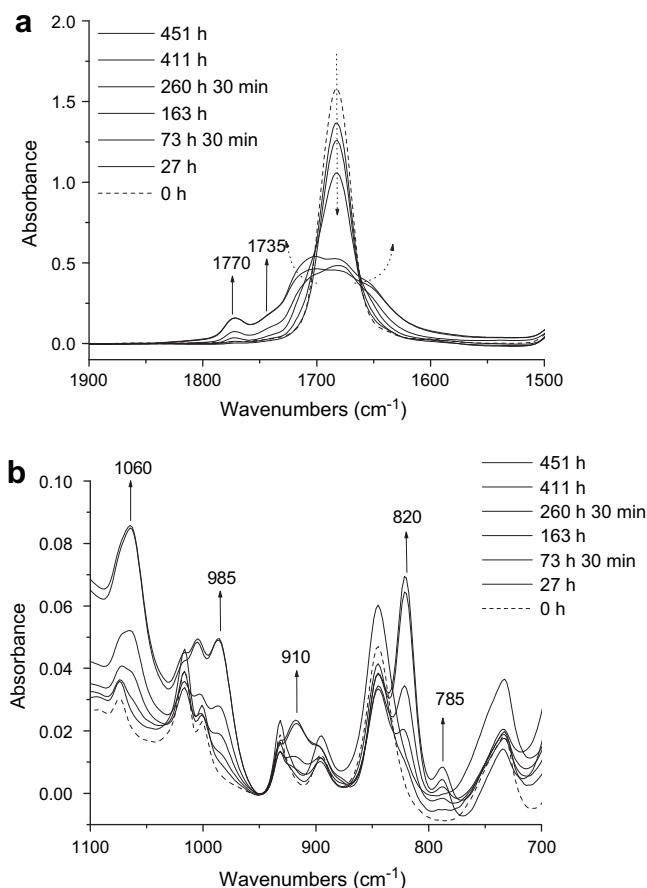 a
2.0
1.5
1.0
0.5
0.0
Absorbance
451 h
411 h
260 h 30 min
163 h
73 h 30 min
27 h
0 h
1770
1735
1900
1800
1700
1600
1500
Wavenumbers (cm-1)
b
0.10
0.08
0.06
0.04
0.02
0.00
Absorbance
1060
985
910
820
785
451 h
411 h
260 h 30 min
163 h
73 h 30 min
27 h
0 h
1100
1000
900
800
700
Wavenumbers (cm-1)